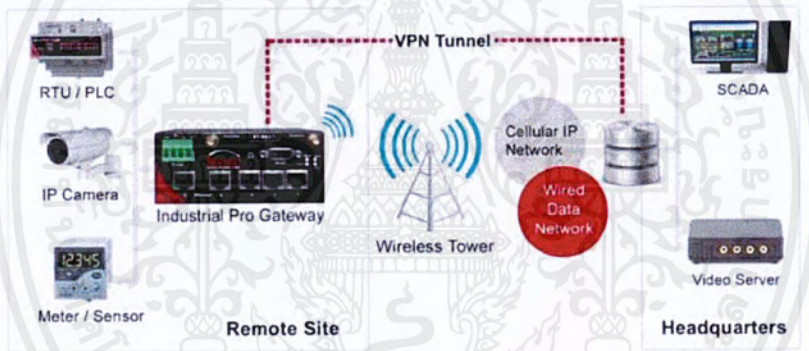 VPN Tunnel
RTU / PLC
IP Camera
Meter / Sensor
Industrial Pro Gateway
Remote Site
Wireless Tower
Cellular IP
Network
Wired
Data
Network
SCADA
Video Server
Headquarters
12345